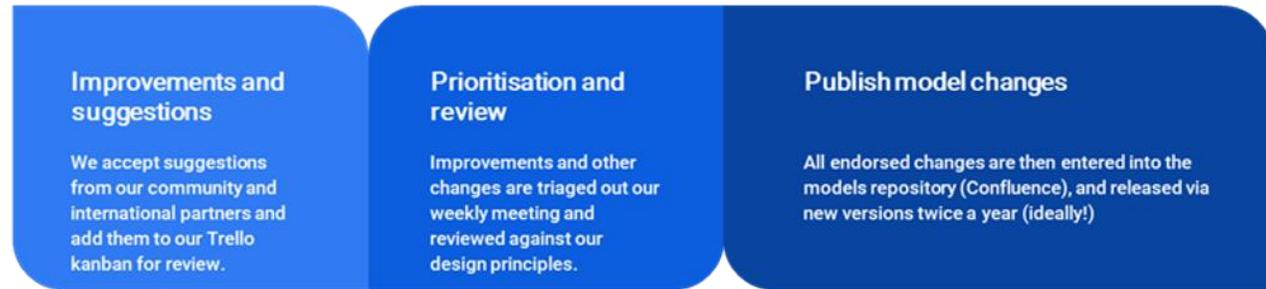 Improvements and
suggestions
We accept suggestions
from our community and
international partners and
add them to our Trello
kanban for review.
Prioritisation and
review
Improvements and other
changes are triaged out our
weekly meeting and
reviewed against our
design principles.
Publish model changes
All endorsed changes are then entered into the
models repository (Confluence), and released via
new versions twice a year (ideally!)